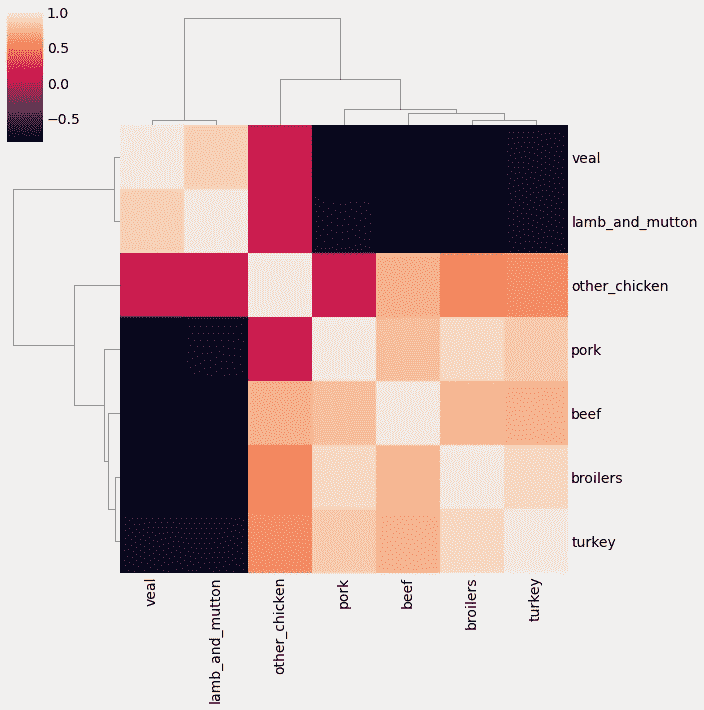 1.0
0.5
0.0
−0.5
veal
lamb_and_mutton
other_chicken
pork
beef
broilers
turkey
veal
lamb_and_mutton
other_chicken
pork
beef
broilers
turkey